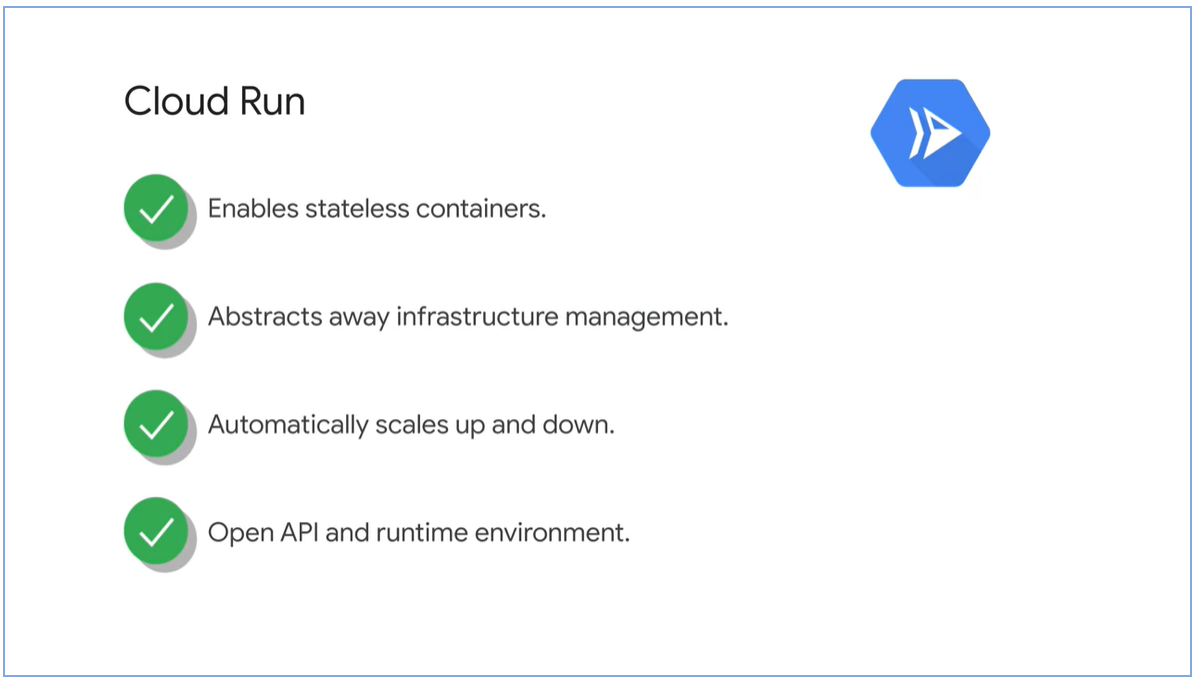 Cloud Run
Enables stateless containers.
Abstracts away infrastructure management.
Automatically scales up and down.
Open API and runtime environment.